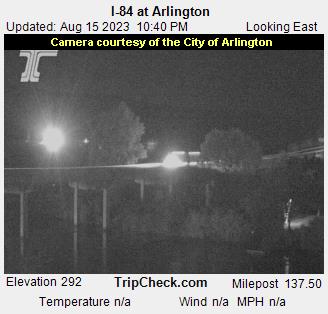 I-84 at Arlington
Updated: Aug 15 2023 10:40 PM Looking East
Camera courtesy of the City of Arlington
Elevation 292 TripCheck.com Milepost 137.50
Temperature n/a Wind n/a MPH n/a